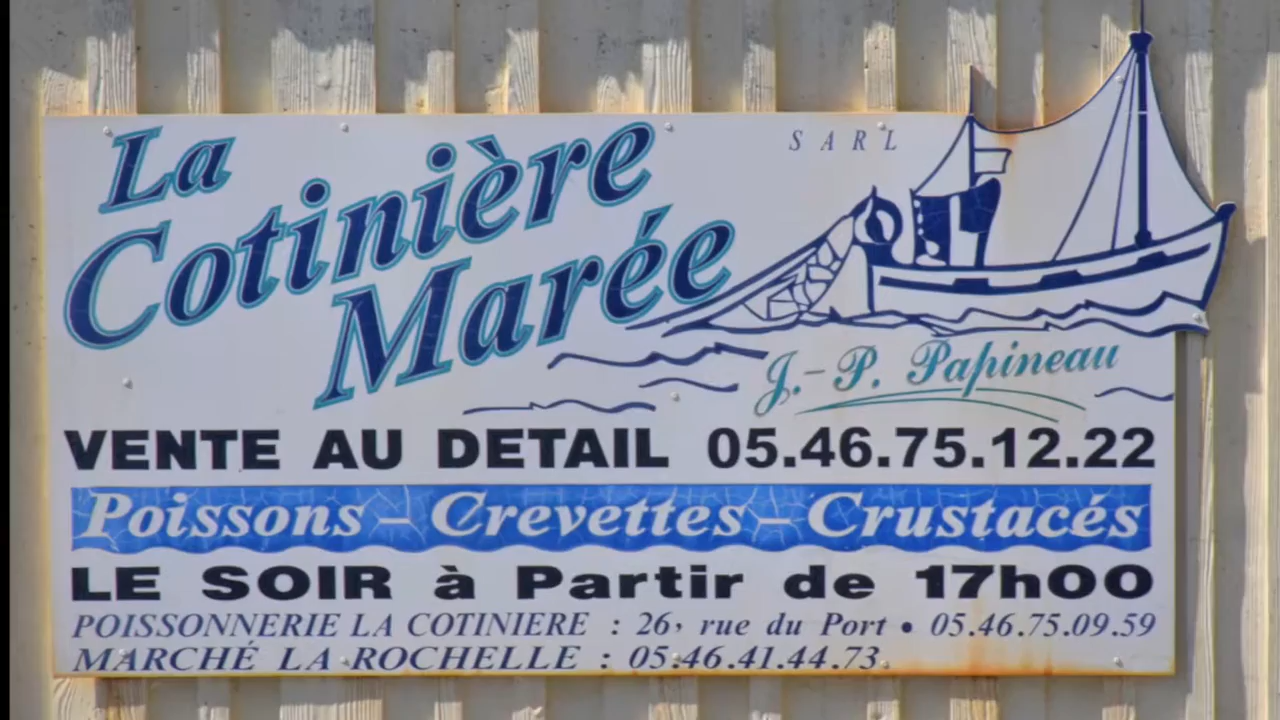 La
Cotinière
Marée
SARL
J.-P. Papineau
VENTE AU DETAIL 05.46.75.12.22
Poissons - Crevettes - Crustacés
LE SOIR à Partir de 17h00
POISSONNERIE LA COTINIERE : 26, rue du Port • 05.46.75.09.59
MARCHÉ LA ROCHELLE : 05.46.41.44.73